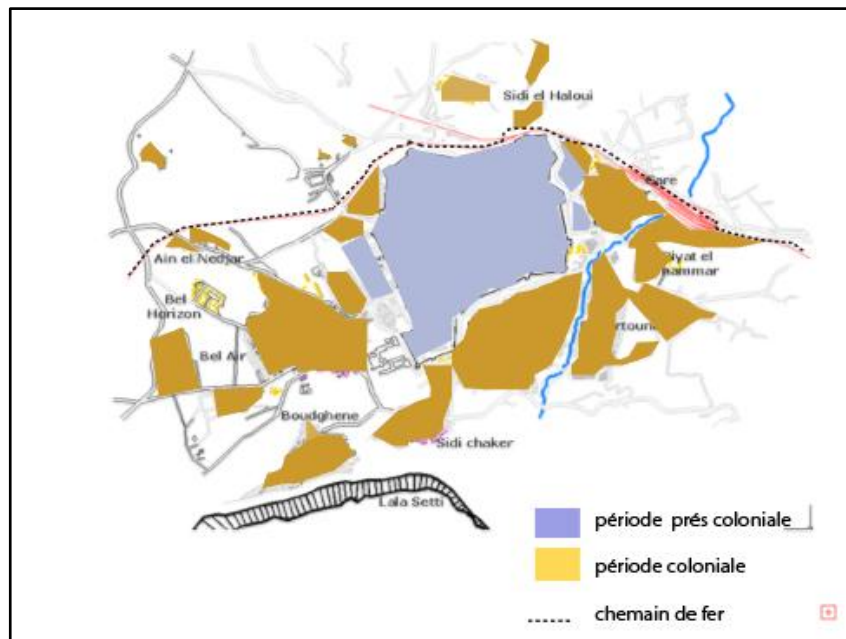 Sidi el Haloui
Gare
Ain el Nedjar
Bel
Horizon
Bel Air
Boudghene
Sidi chaker
Lala Setti
période prés coloniale
période coloniale
chemain de fer